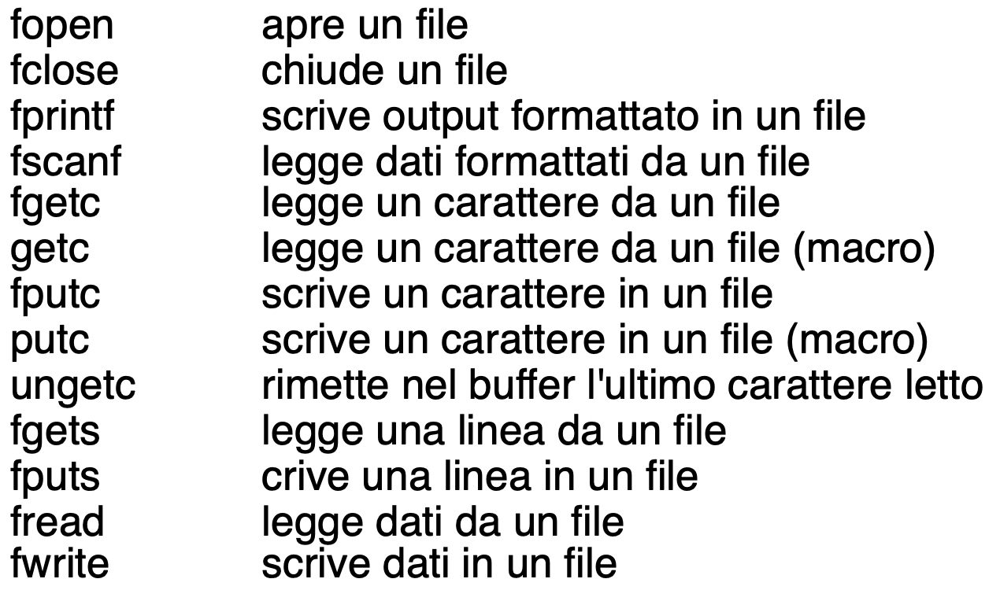 fopen apre un file
fclose chiude un file
fprintf scrive output formattato in un file
fscanf legge dati formattati da un file
fgetc legge un carattere da un file
getc legge un carattere da un file (macro)
fputc scrive un carattere in un file
putc scrive un carattere in un file (macro)
ungetc rimette nel buffer l'ultimo carattere letto
fgets legge una linea da un file
fputs crive una linea in un file
fread legge dati da un file
fwrite scrive dati in un file